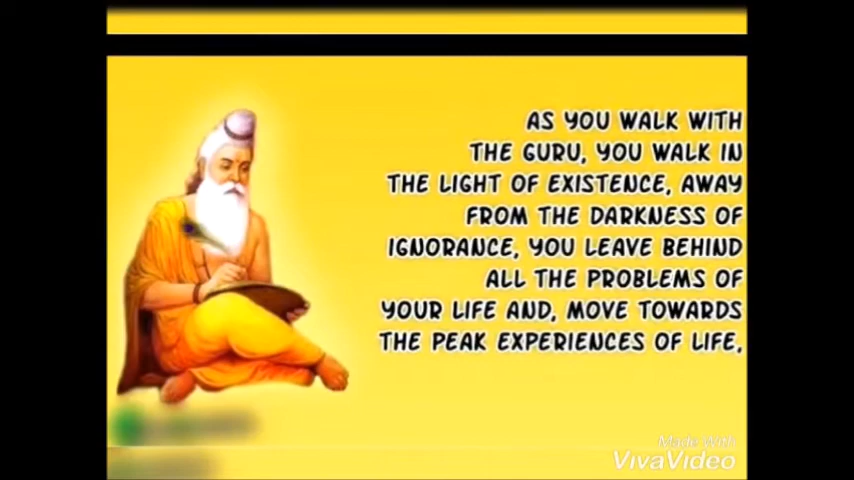 AS YOU WALK WITH
THE GURU, YOU WALK IN
THE LIGHT OF EXISTENCE, AWAY
FROM THE DARKNESS OF
IGNORANCE, YOU LEAVE BEHIND
ALL THE PROBLEMS OF
YOUR LIFE AND, MOVE TOWARDS
THE PEAK EXPERIENCES OF LIFE,
Made With
VivaVideo